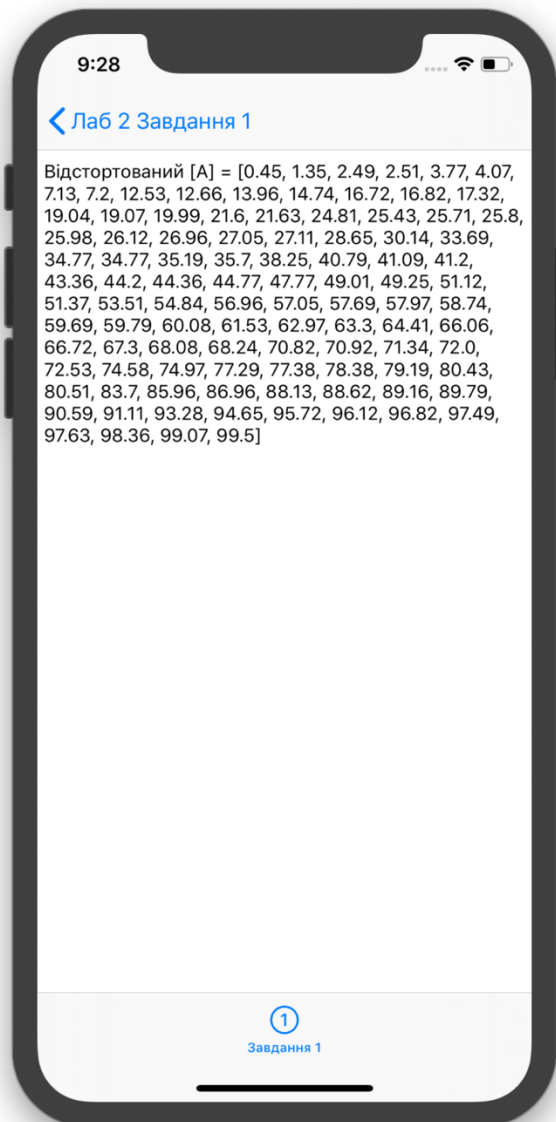 9:28
Лаб 2 Завдання 1
Відстортований [A] = [0.45, 1.35, 2.49, 2.51, 3.77, 4.07,
7.13, 7.2, 12.53, 12.66, 13.96, 14.74, 16.72, 16.82, 17.32,
19.04, 19.07, 19.99, 21.6, 21.63, 24.81, 25.43, 25.71, 25.8,
25.98, 26.12, 26.96, 27.05, 27.11, 28.65, 30.14, 33.69,
34.77, 34.77, 35.19, 35.7, 38.25, 40.79, 41.09, 41.2,
43.36, 44.2, 44.36, 44.77, 47.77, 49.01, 49.25, 51.12,
51.37, 53.51, 54.84, 56.96, 57.05, 57.69, 57.97, 58.74,
59.69, 59.79, 60.08, 61.53, 62.97, 63.3, 64.41, 66.06,
66.72, 67.3, 68.08, 68.24, 70.82, 70.92, 71.34, 72.0,
72.53, 74.58, 74.97, 77.29, 77.38, 78.38, 79.19, 80.43,
80.51, 83.7, 85.96, 86.96, 88.13, 88.62, 89.16, 89.79,
90.59, 91.11, 93.28, 94.65, 95.72, 96.12, 96.82, 97.49,
97.63, 98.36, 99.07, 99.5]
1
Завдання 1